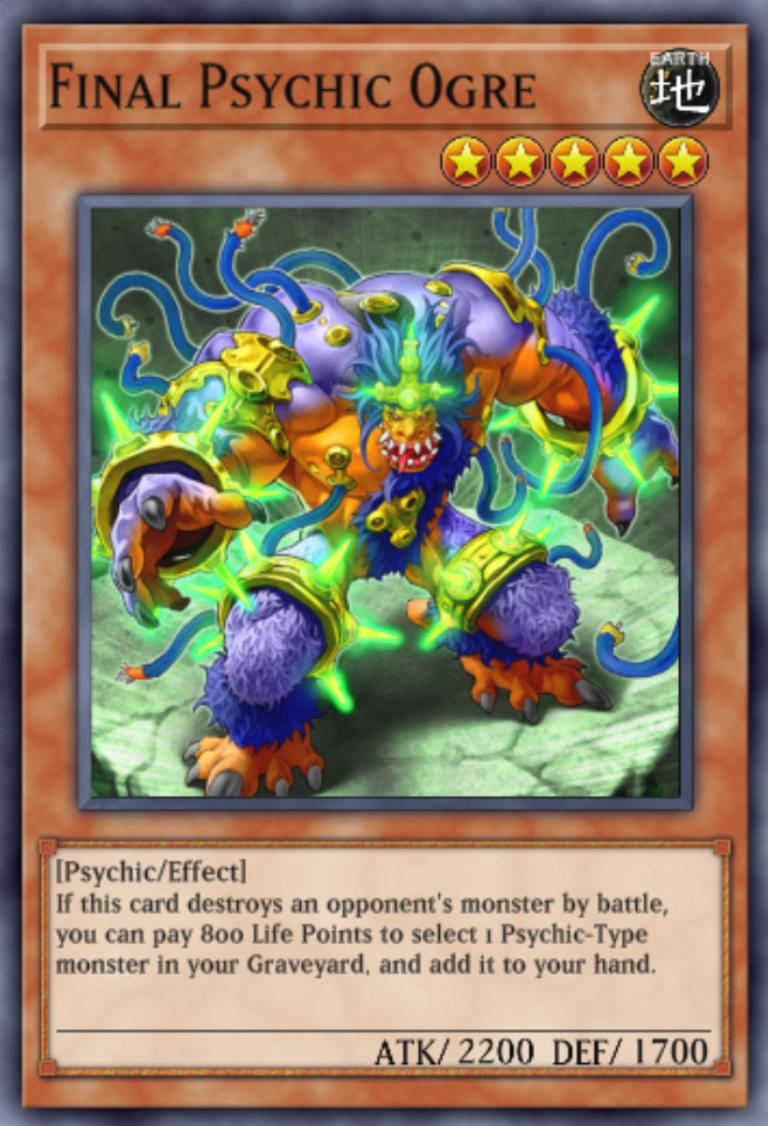 FINAL PSYCHIC OGRE
EARTH
地
[Psychic/Effect]
If this card destroys an opponent's monster by battle,
you can pay 800 Life Points to select 1 Psychic-Type
monster in your Graveyard, and add it to your hand.
ATK/ 2200 DEF/ 1700